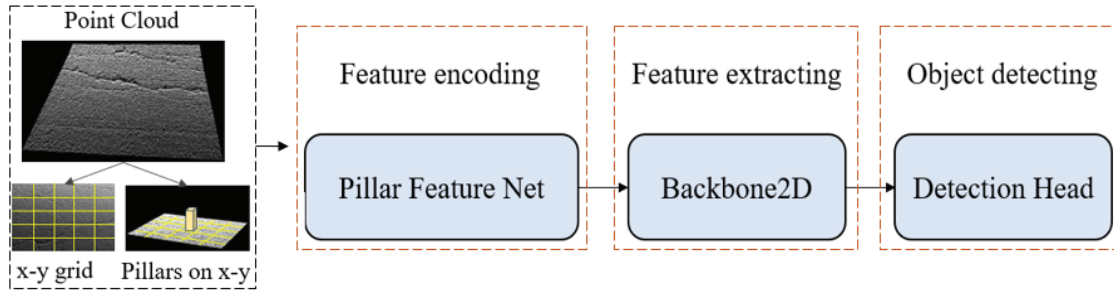 Point Cloud
x-y grid
Pillars on x-y
Feature encoding
Pillar Feature Net
Feature extracting
Backbone2D
Object detecting
Detection Head